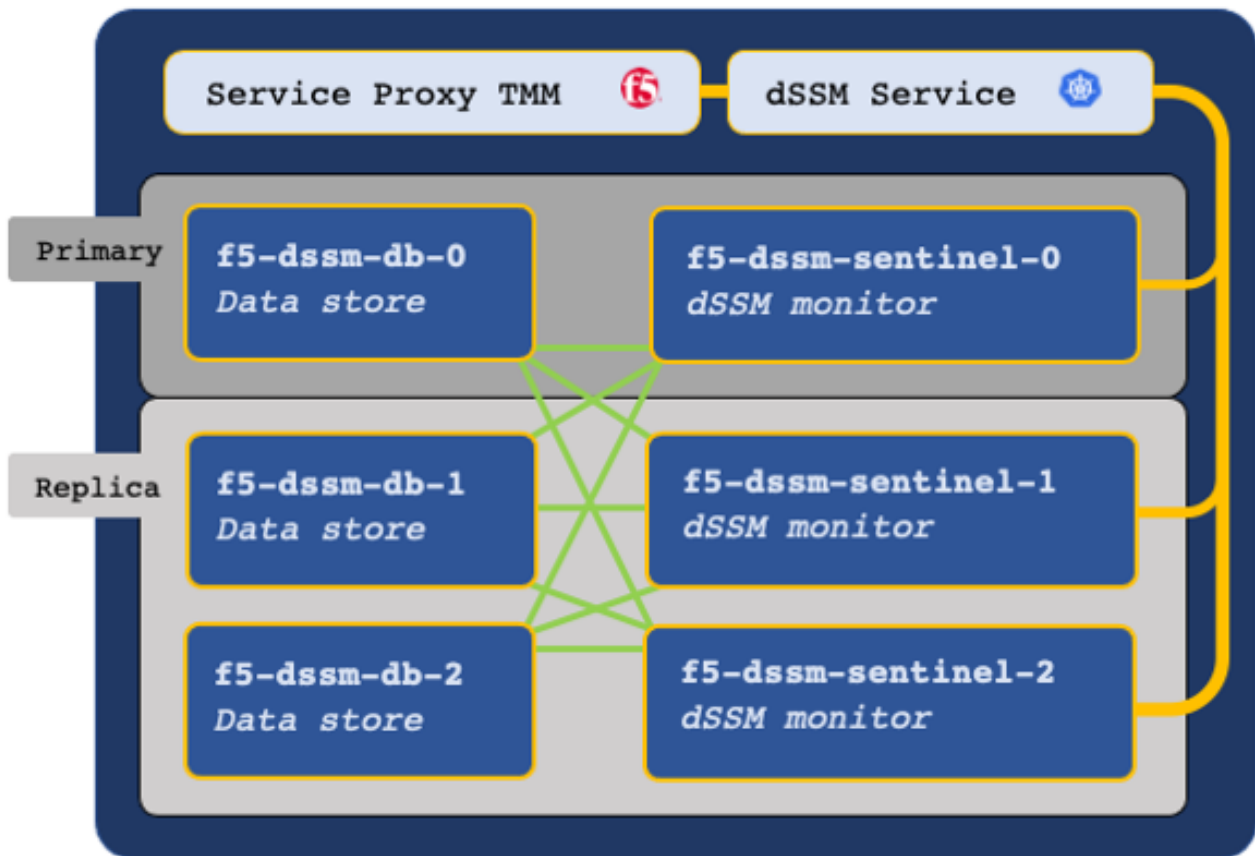 Service Proxy TMM
f5
dSSM Service
Primary
f5-dssm-db-0
Data store
f5-dssm-sentinel-0
dSSM monitor
Replica
f5-dssm-db-1
Data store
f5-dssm-sentinel-1
dSSM monitor
f5-dssm-db-2
Data store
f5-dssm-sentinel-2
dSSM monitor